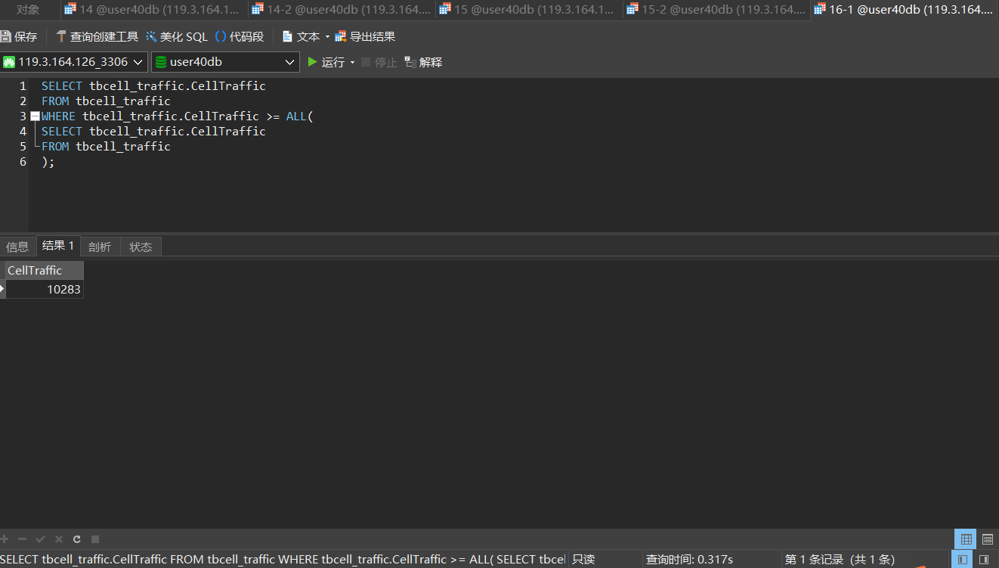 对象 14 @user40db (119.3.164.1... 14-2 @user40db (119.3.164.... 15 @user40db (119.3.164.1... 15-2 @user40db (119.3.164.... 16-1 @user40db (119.3.164....
保存 查询创建工具 美化 SQL () 代码段 文本 导出结果
119.3.164.126_3306 user40db 运行 停止 解释
1 SELECT tbcell_traffic.CellTraffic
2 FROM tbcell_traffic
3 WHERE tbcell_traffic.CellTraffic >= ALL(
4 SELECT tbcell_traffic.CellTraffic
5 FROM tbcell_traffic
6 );
信息 结果 1 剖析 状态
CellTraffic
10283
SELECT tbcell_traffic.CellTraffic FROM tbcell_traffic WHERE tbcell_traffic.CellTraffic >= ALL( SELECT tbcel 只读 查询时间: 0.317s 第 1 条记录 (共 1 条)